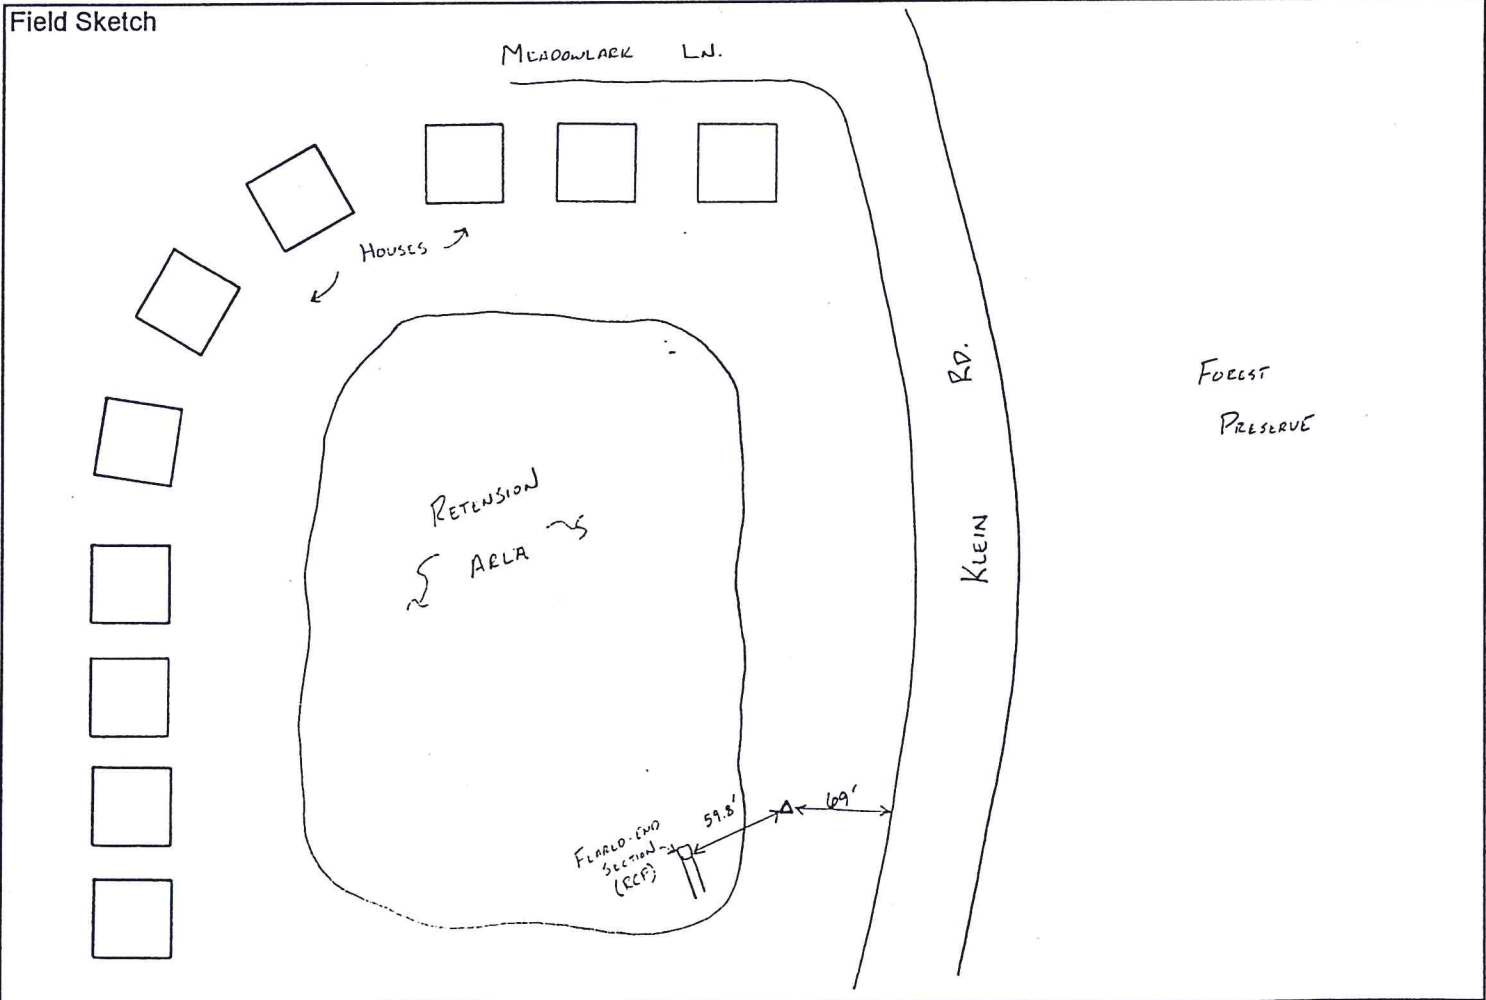 Field Sketch
MEADOWLARK LN.
HOUSES
RD.
KLEIN
FOREST
PRESERVE
RETENSION
AREA
59.8'
69'
FLARED-END
SECTION
(RCP)